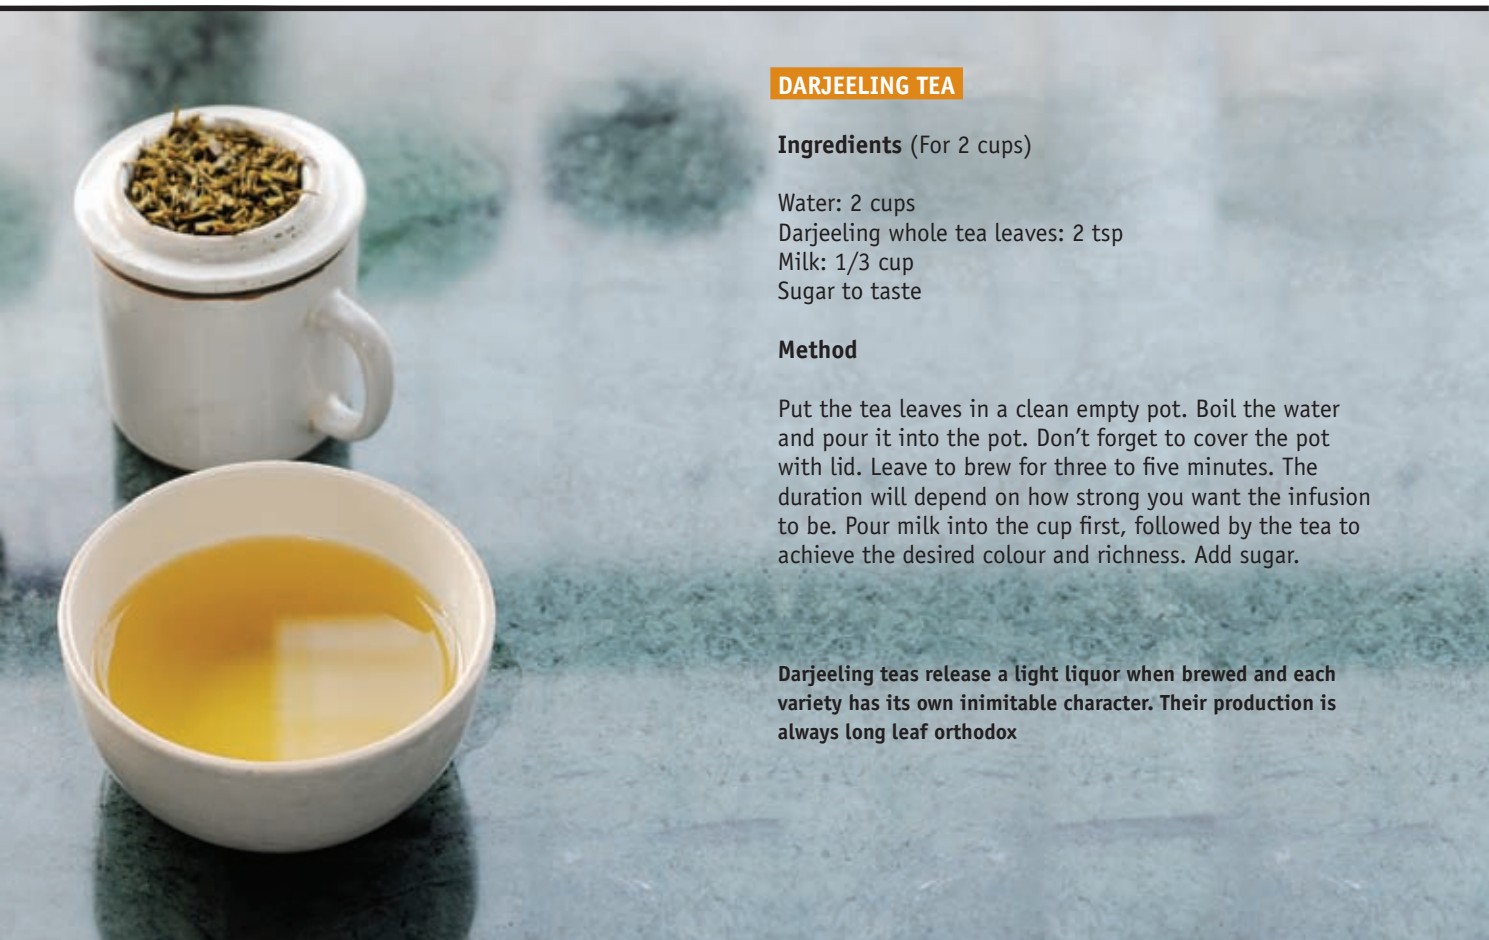 DARJEELING TEA
Ingredients (For 2 cups)
Water: 2 cups
Darjeeling whole tea leaves: 2 tsp
Milk: 1/3 cup
Sugar to taste
Method
Put the tea leaves in a clean empty pot. Boil the water
and pour it into the pot. Don’t forget to cover the pot
with lid. Leave to brew for three to five minutes. The
duration will depend on how strong you want the infusion
to be. Pour milk into the cup first, followed by the tea to
achieve the desired colour and richness. Add sugar.
Darjeeling teas release a light liquor when brewed and each
variety has its own inimitable character. Their production is
always long leaf orthodox